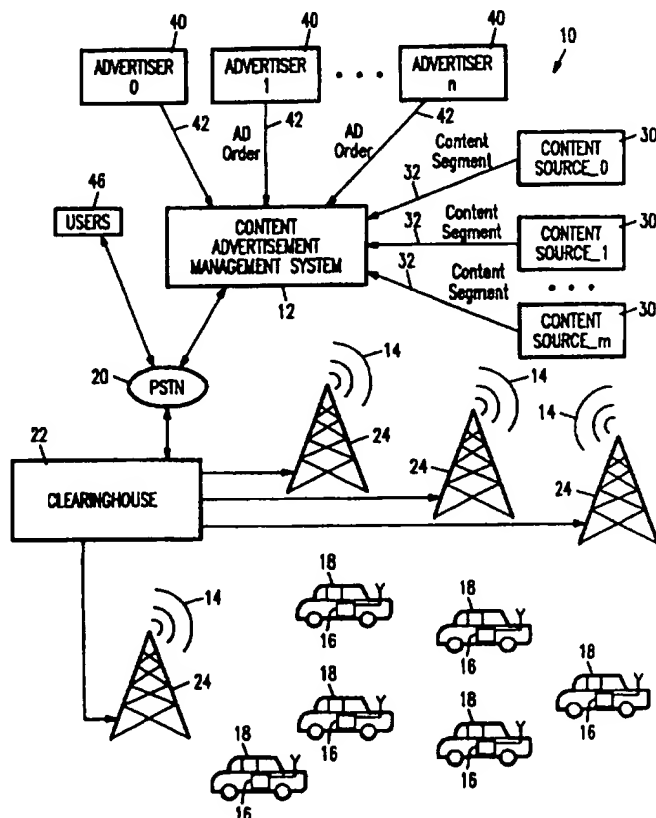 40
40
40
10
ADVERTISER
0
ADVERTISER
1
• • •
ADVERTISER
n
42
42
AD
Order
AD
Order
42
Content
Segment
32
CONTENT
SOURCE_0
30
46
USERS
CONTENT
ADVERTISEMENT
MANAGEMENT SYSTEM
12
32
Content
Segment
CONTENT
SOURCE_1
30
32
Content
Segment
• • •
CONTENT
SOURCE_m
30
20
PSTN
14
14
14
22
CLEARINGHOUSE
24
24
24
14
24
18
16
18
16
18
16
18
16
18
16
18
16